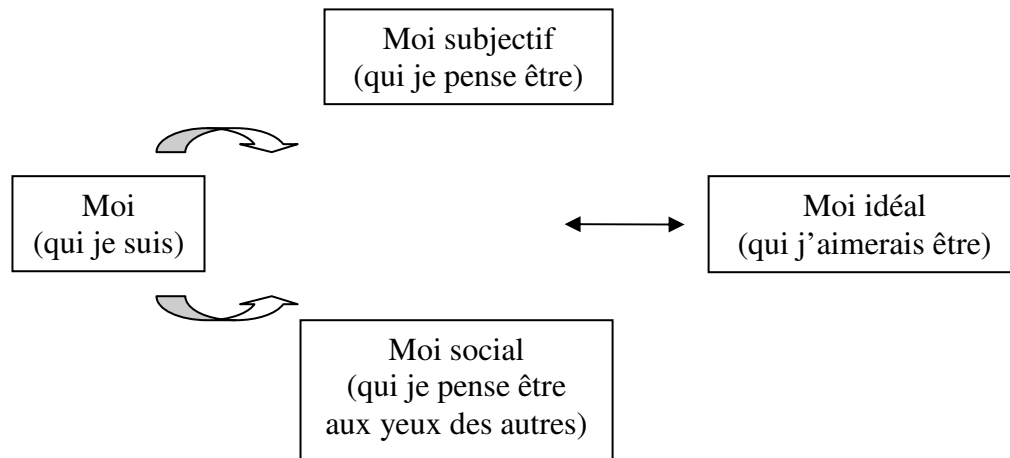 Moi subjectif
(qui je pense être)
Moi
(qui je suis)
Moi idéal
(qui j’aimerais être)
Moi social
(qui je pense être
aux yeux des autres)